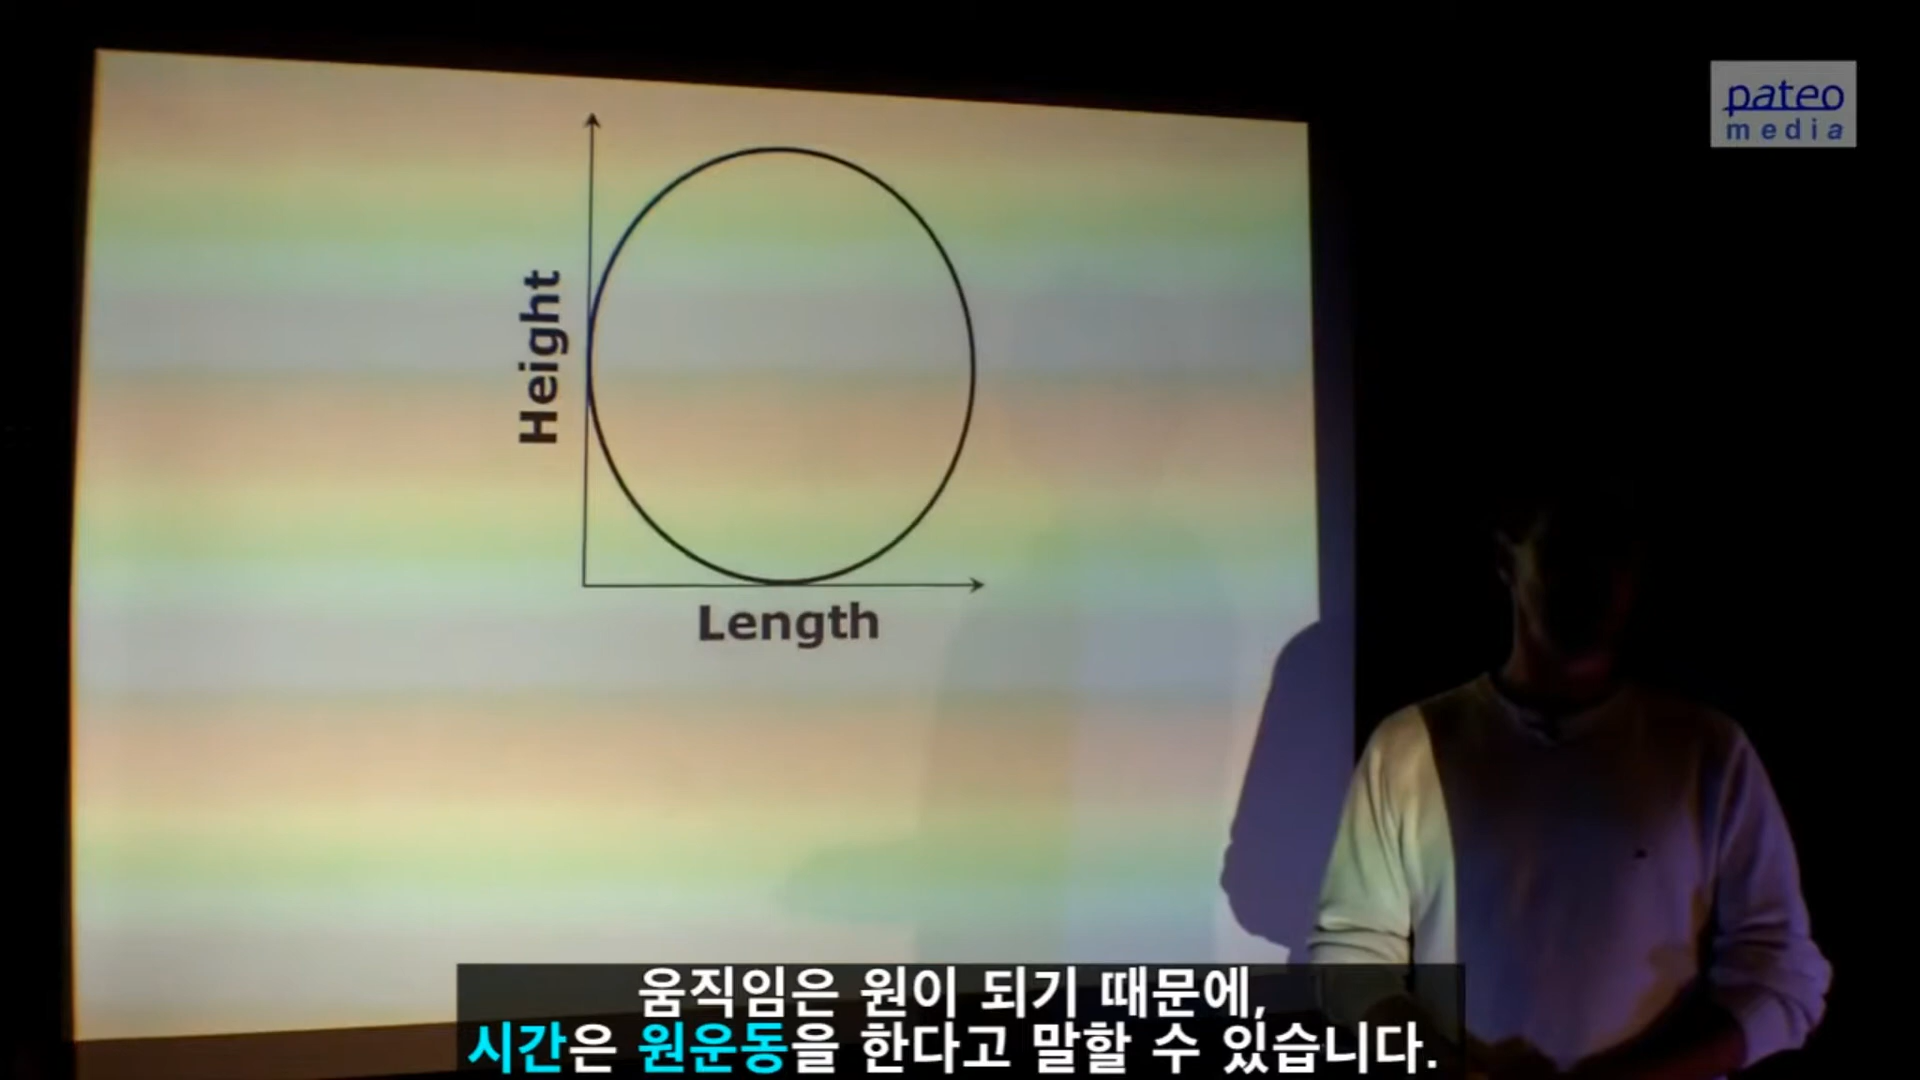 pateo
media
Height
Length
움직임은 원이 되기 때문에,
시간은 원운동을 한다고 말할 수 있습니다.